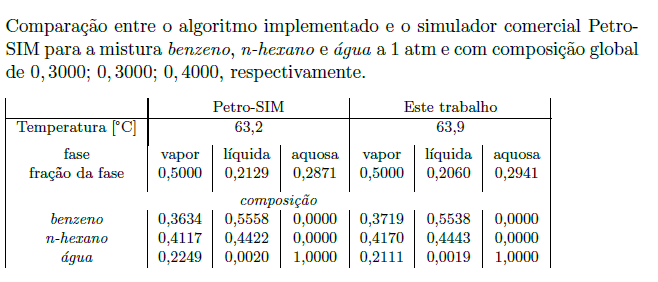 Comparação entre o algoritmo implementado e o simulador comercial Petro-
SIM para a mistura benzeno, n-hexano e água a 1 atm e com composição global
de 0,3000; 0,3000; 0,4000, respectivamente.
Petro-SIM Este trabalho
Temperatura [°C] 63,2 63,9
fase vapor líquida aquosa vapor líquida aquosa
fração da fase 0,5000 0,2129 0,2871 0,5000 0,2060 0,2941
composição
benzeno 0,3634 0,5558 0,0000 0,3719 0,5538 0,0000
n-hexano 0,4117 0,4422 0,0000 0,4170 0,4443 0,0000
água 0,2249 0,0020 1,0000 0,2111 0,0019 1,0000